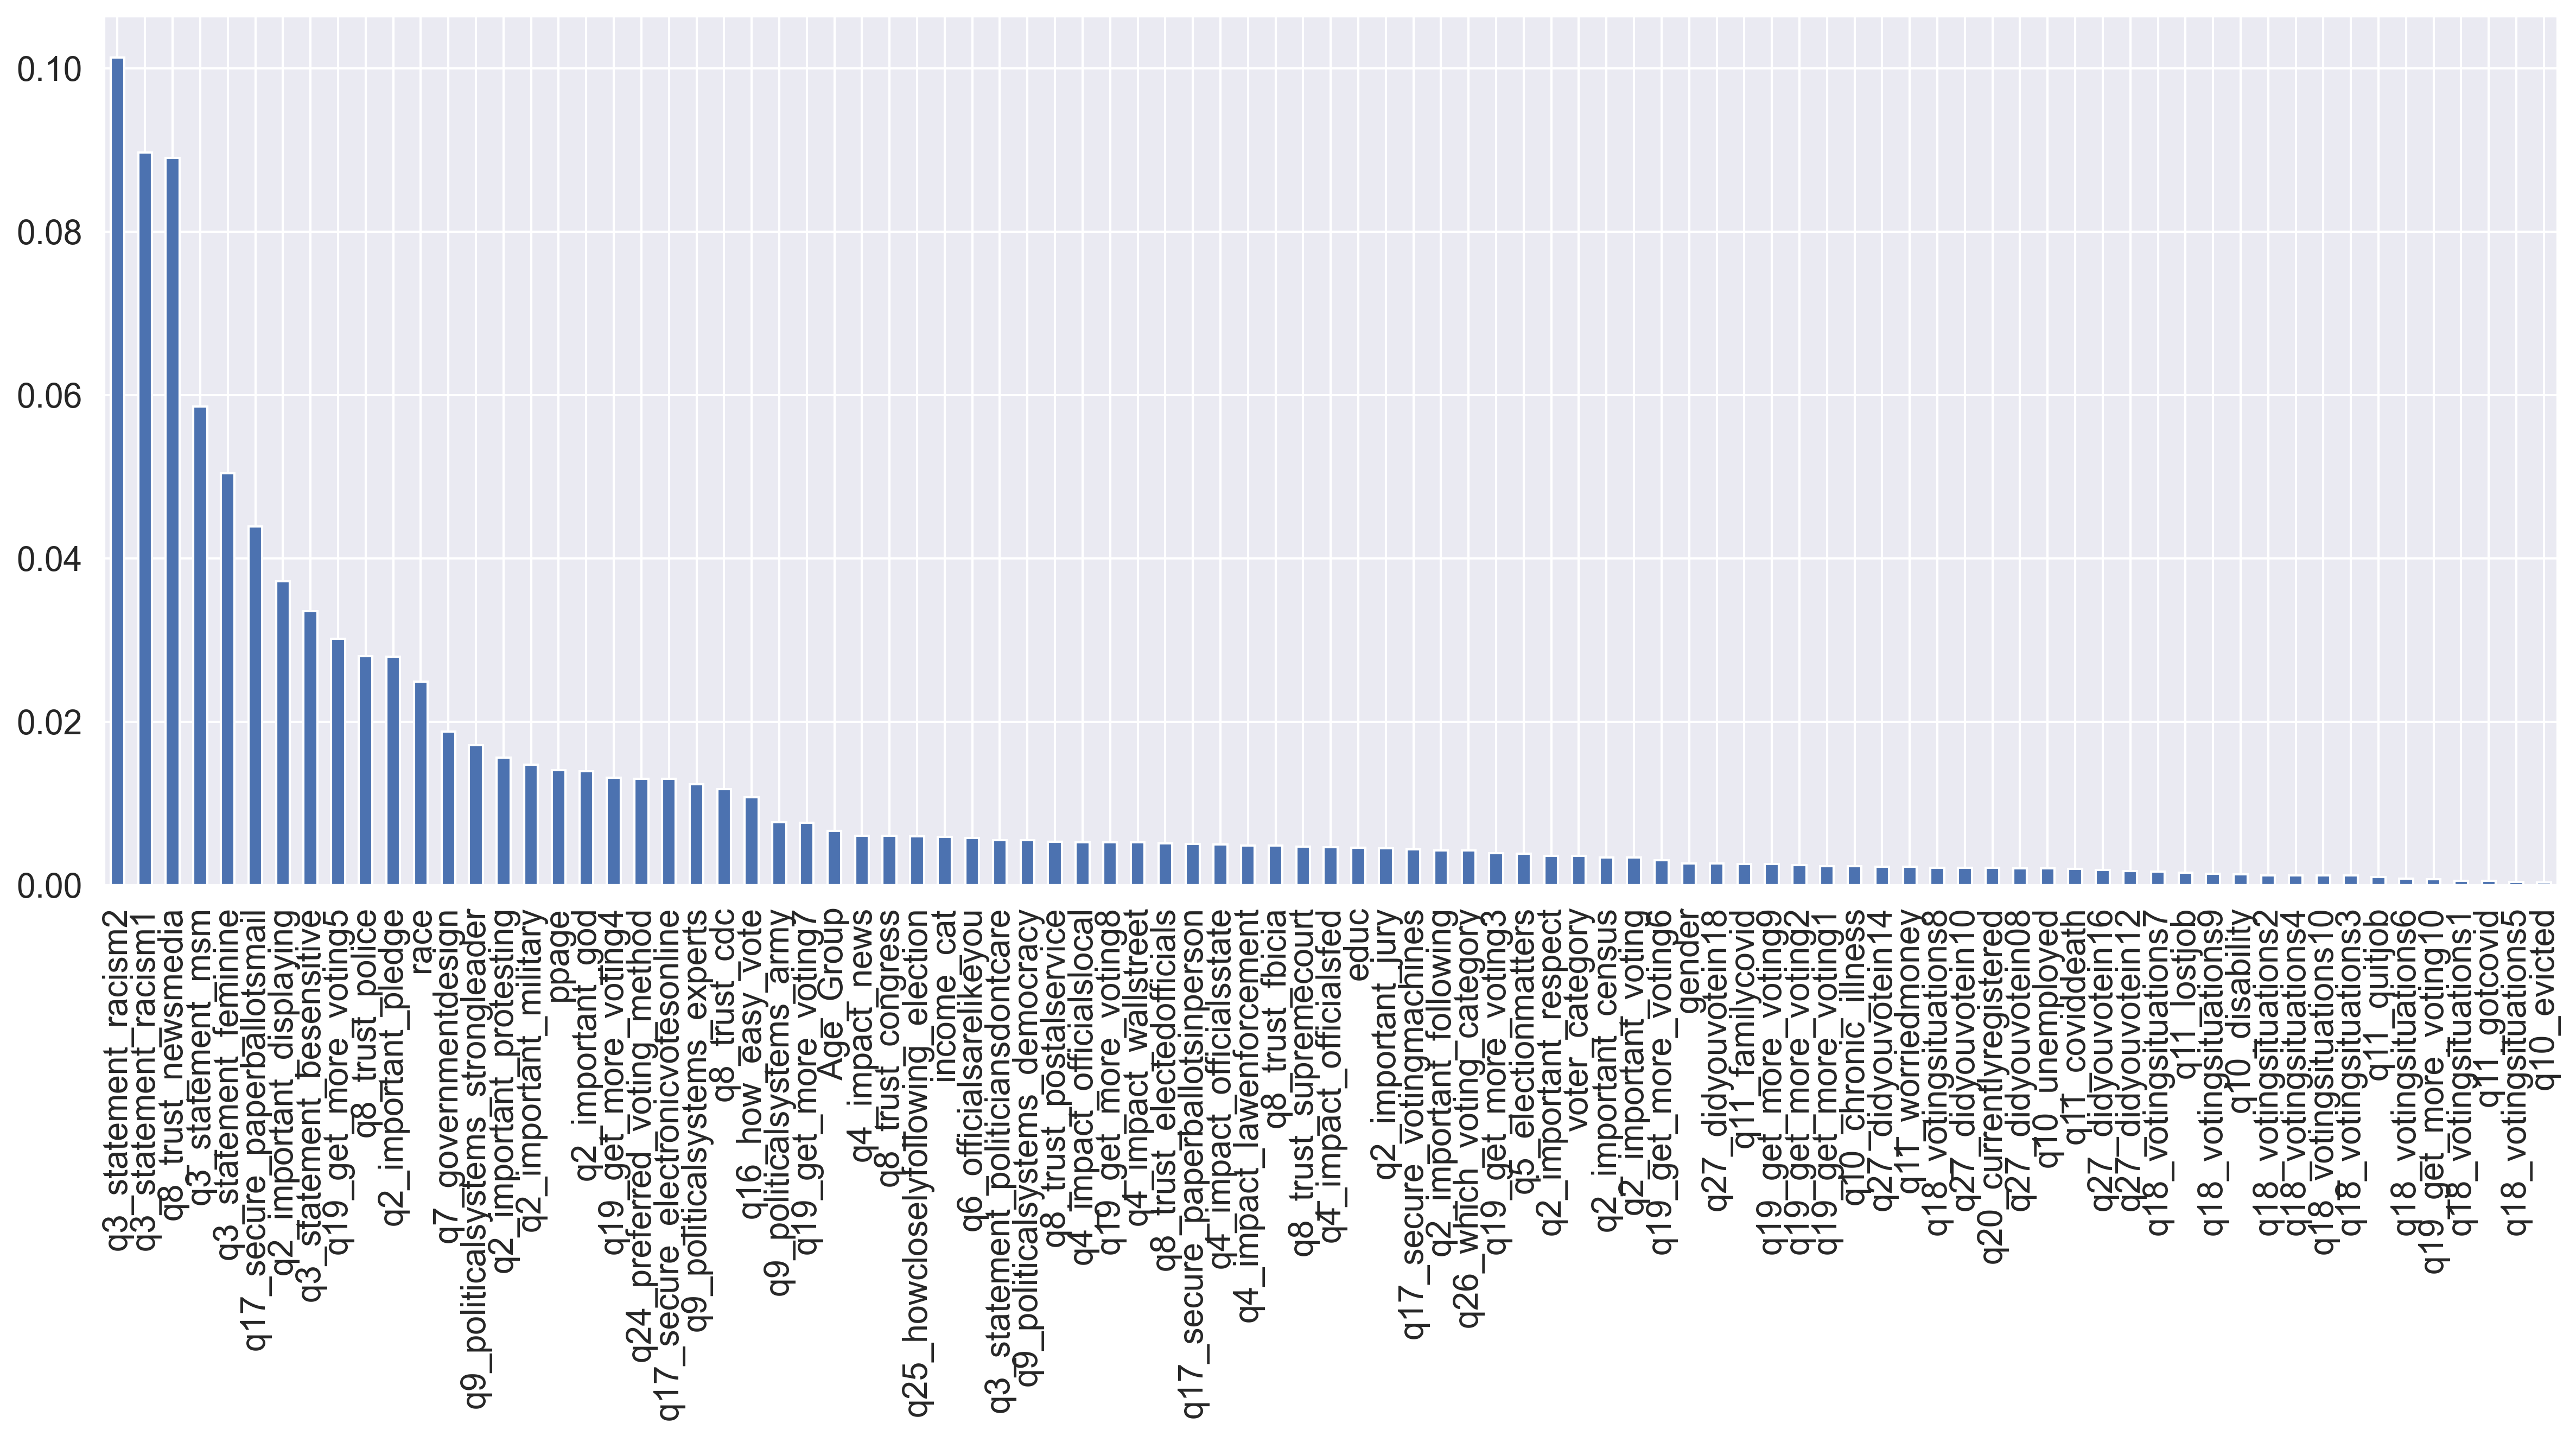 0.10
0.08
0.06
0.04
0.02
0.00
q3_statement_racism2
q3_statement_racism1
q8_trust_newsmedia
q3_statement_msm
q3_statement_feminine
q17_secure_paperballotsmail
q2_important_displaying
q3_statement_besensitive
q19_get_more_voting5
q8_trust_police
q2_important_pledge
race
q7_governmentdesign
q9_politicalsystems_strongleader
q2_important_protesting
q2_important_military
ppage
q2_important_god
q19_get_more_voting4
q24_preferred_voting_method
q17_secure_electronicvotesonline
q9_politicalsystems_experts
q8_trust_cdc
q16_how_easy_vote
q9_politicalsystems_army
q19_get_more_voting7
Age_Group
q4_impact_news
q8_trust_congress
q25_howcloselyfollowing_election
income_cat
q6_officialsarelikeyou
q3_statement_politiciansdontcare
q9_politicalsystems_democracy
q8_trust_postalservice
q4_impact_officialslocal
q19_get_more_voting8
q4_impact_wallstreet
q8_trust_electedofficials
q17_secure_paperballotsinperson
q4_impact_officialsstate
q4_impact_lawenforcement
q8_trust_fbicia
q8_trust_supremecourt
q4_impact_officialsfed
educ
q2_important_jury
q17_secure_votingmachines
q2_important_following
q26_which_voting_category
q19_get_more_voting3
q5_electionmatters
q2_important_respect
voter_category
q2_important_census
q2_important_voting
q19_get_more_voting6
gender
q27_didyouvotein18
q11_familycovid
q19_get_more_voting9
q19_get_more_voting2
q19_get_more_voting1
q10_chronic_illness
q27_didyouvotein14
q11_worriedmoney
q18_votingsituations8
q27_didyouvotein10
q20_currentlyregistered
q27_didyouvotein08
q10_unemployed
q11_coviddeath
q27_didyouvotein16
q27_didyouvotein12
q18_votingsituations7
q11_lostjob
q18_votingsituations9
q10_disability
q18_votingsituations2
q18_votingsituations4
q18_votingsituations10
q18_votingsituations3
q11_quitjob
q18_votingsituations6
q19_get_more_voting10
q18_votingsituations1
q11_gotcovid
q18_votingsituations5
q10_evicted